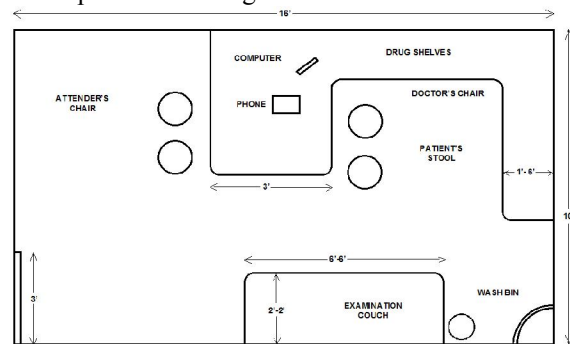 16'
COMPUTER
DRUG SHELVES
ATTENDER'S
CHAIR
DOCTOR'S CHAIR
PHONE
PATIENT'S
STOOL
1'- 6'
3'
10
6'-6'
3'
2'-2'
EXAMINATION
COUCH
WASH BIN